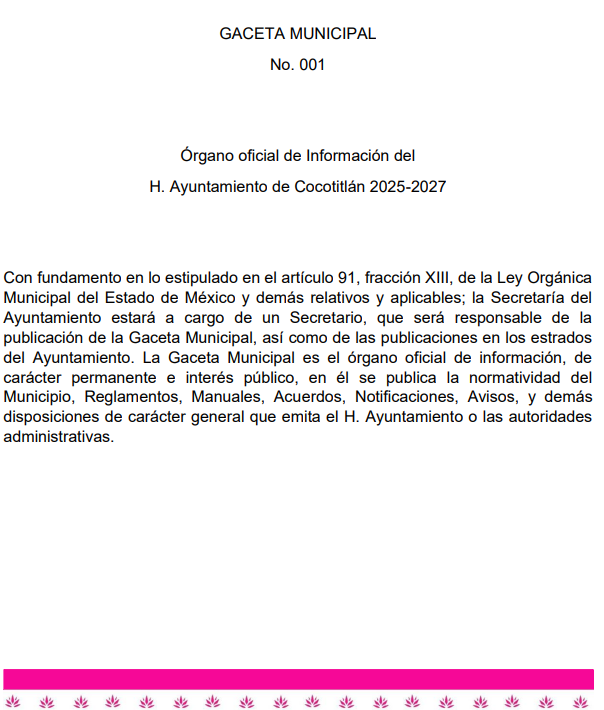 GACETA MUNICIPAL
No. 001
Órgano oficial de Información del
H. Ayuntamiento de Cocotitlán 2025-2027
Con fundamento en lo estipulado en el artículo 91, fracción XIII, de la Ley Orgánica
Municipal del Estado de México y demás relativos y aplicables; la Secretaría del
Ayuntamiento estará a cargo de un Secretario, que será responsable de la
publicación de la Gaceta Municipal, así como de las publicaciones en los estrados
del Ayuntamiento. La Gaceta Municipal es el órgano oficial de información, de
carácter permanente e interés público, en él se publica la normatividad del
Municipio, Reglamentos, Manuales, Acuerdos, Notificaciones, Avisos, y demás
disposiciones de carácter general que emita el H. Ayuntamiento o las autoridades
administrativas.